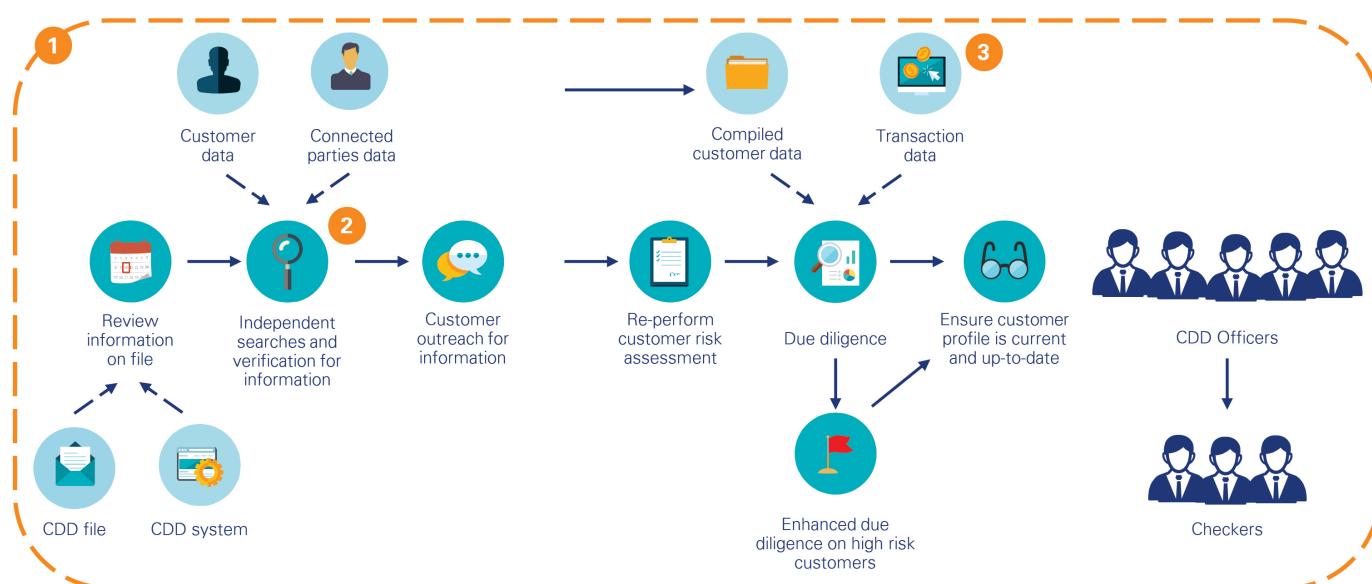 1
Customer
data
Connected
parties data
Compiled
customer data
3
Transaction
data
Review
information
on file
2
Independent
searches and
verification for
information
Customer
outreach for
information
Re-perform
customer risk
assessment
Due diligence
Ensure customer
profile is current
and up-to-date
CDD Officers
CDD file
CDD system
Enhanced due
diligence on high risk
customers
Checkers